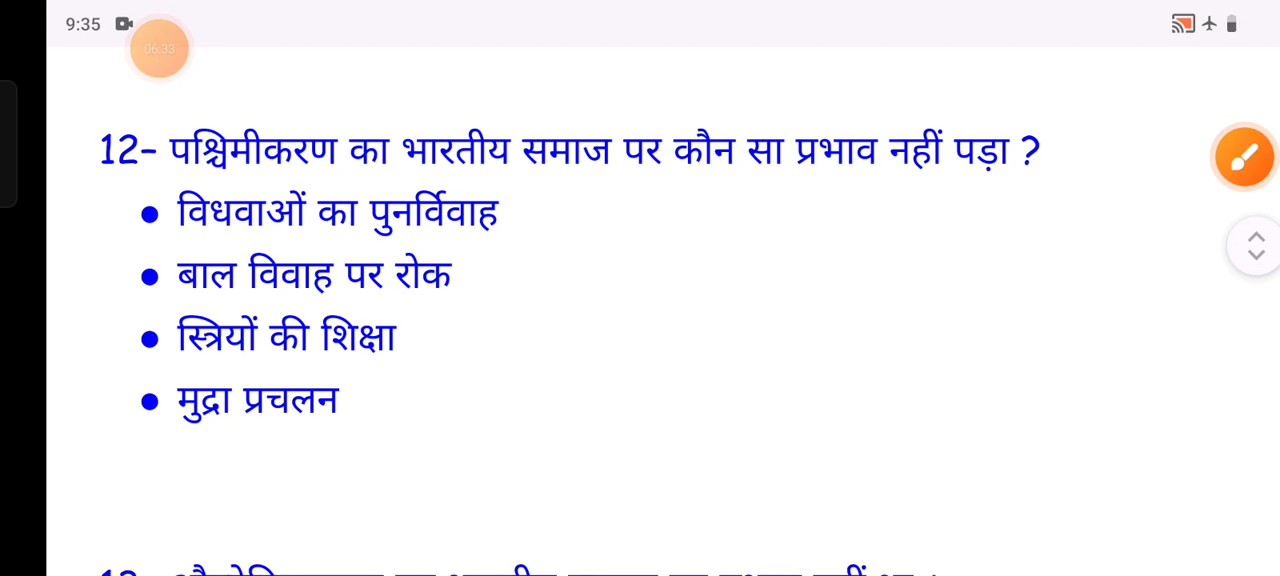 9:35
06:33
12- पश्चिमीकरण का भारतीय समाज पर कौन सा प्रभाव नहीं पड़ा ?
● विधवाओं का पुनर्विवाह
● बाल विवाह पर रोक
● स्त्रियों की शिक्षा
● मुद्रा प्रचलन